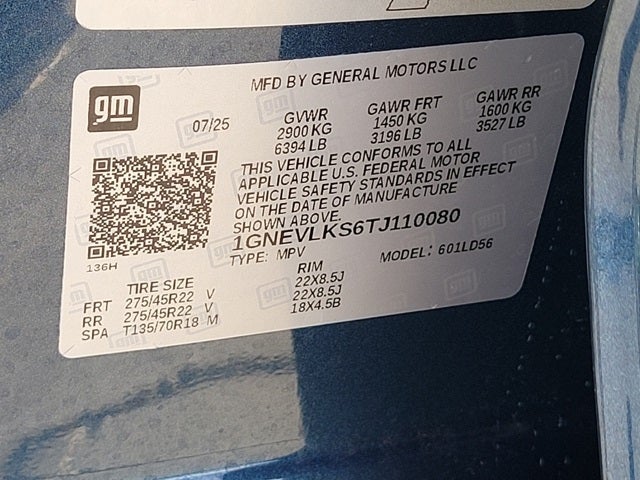 gm
MFD BY GENERAL MOTORS LLC
07/25
GVWR GAWR FRT GAWR RR
2900 KG 1450 KG 1600 KG
6394 LB 3196 LB 3527 LB
THIS VEHICLE CONFORMS TO ALL
APPLICABLE U.S. FEDERAL MOTOR
VEHICLE SAFETY STANDARDS IN EFFECT
ON THE DATE OF MANUFACTURE
SHOWN ABOVE.
1GNEVLKS6TJ110080
TYPE: MPV MODEL: 601LD56
136H
TIRE SIZE RIM
FRT 275/45R22 V 22X8.5J
RR 275/45R22 V 22X8.5J
SPA T135/70R18 M 18X4.5B